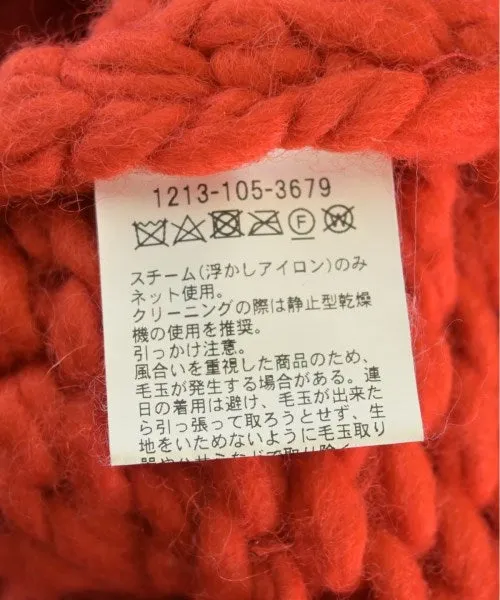 1213-105-3679
スチーム(浮かしアイロン)のみ
ネット使用。
クリーニングの際は静止型乾燥
機の使用を推奨。
引っかけ注意。
風合いを重視した商品のため、
毛玉が発生する場合がある。連
日の着用は避け、毛玉が出来た
ら引っ張って取ろうとせず、生
地をいためないように毛玉取り